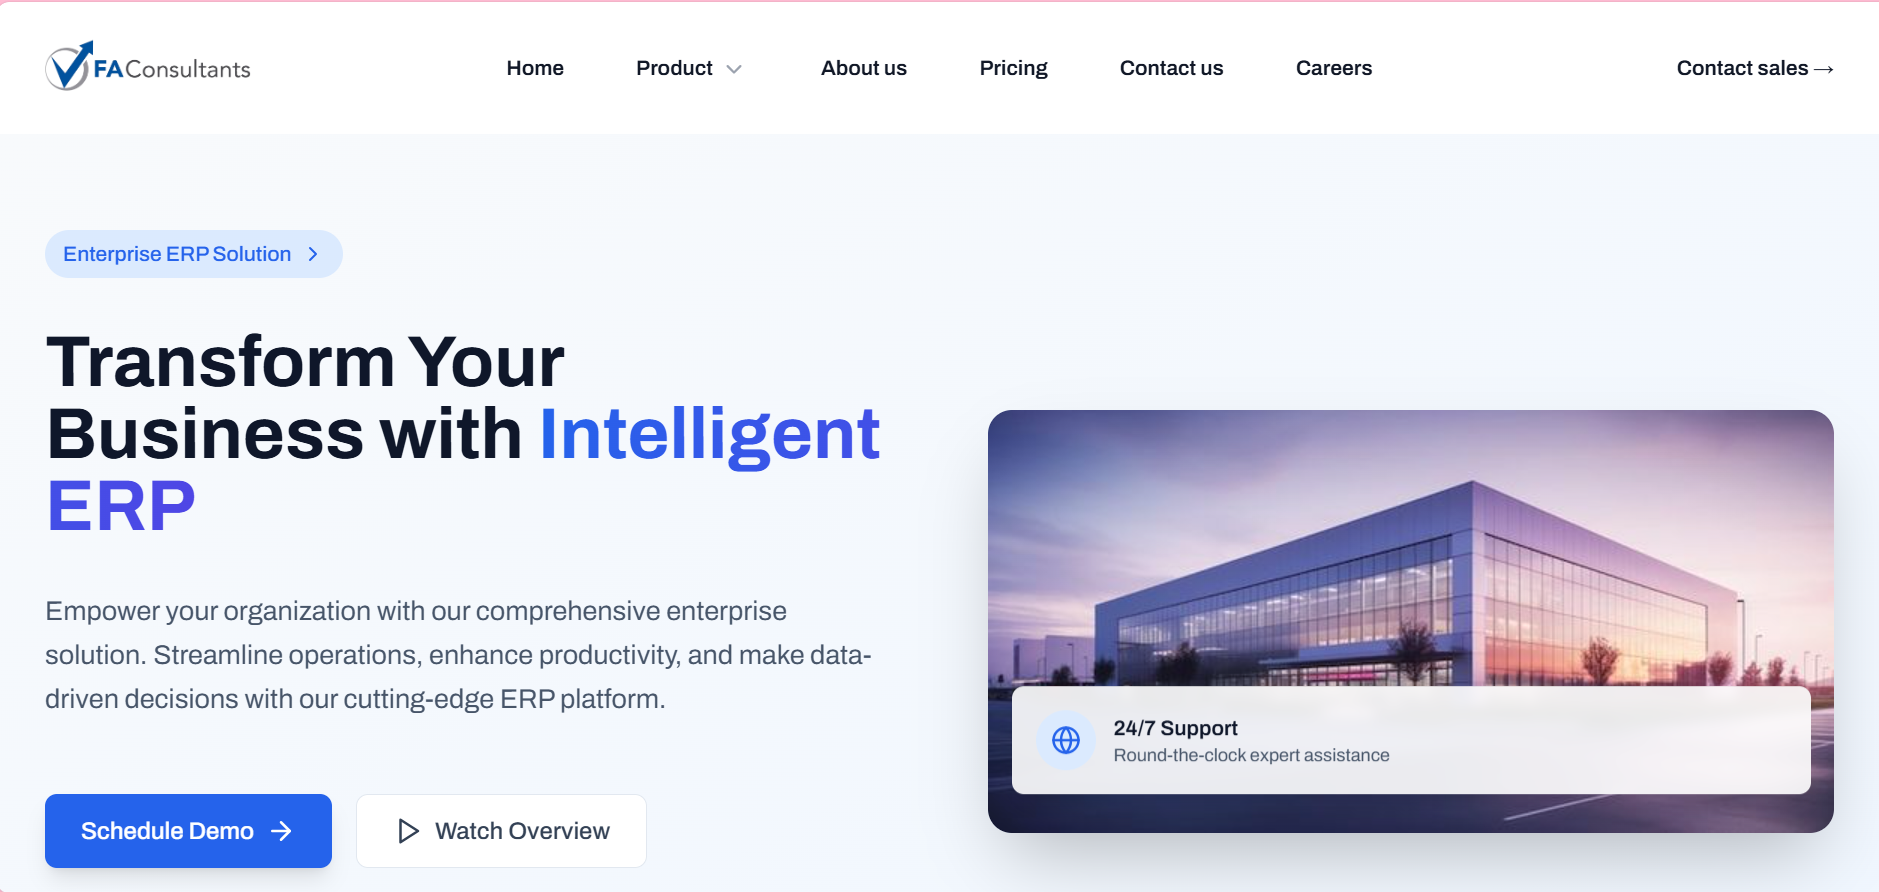 FAConsultants
Home
Product
About us
Pricing
Contact us
Careers
Contact sales →
Enterprise ERP Solution
Transform Your
Business with Intelligent
ERP
Empower your organization with our comprehensive enterprise
solution. Streamline operations, enhance productivity, and make data-
driven decisions with our cutting-edge ERP platform.
Schedule Demo
Watch Overview
24/7 Support
Round-the-clock expert assistance